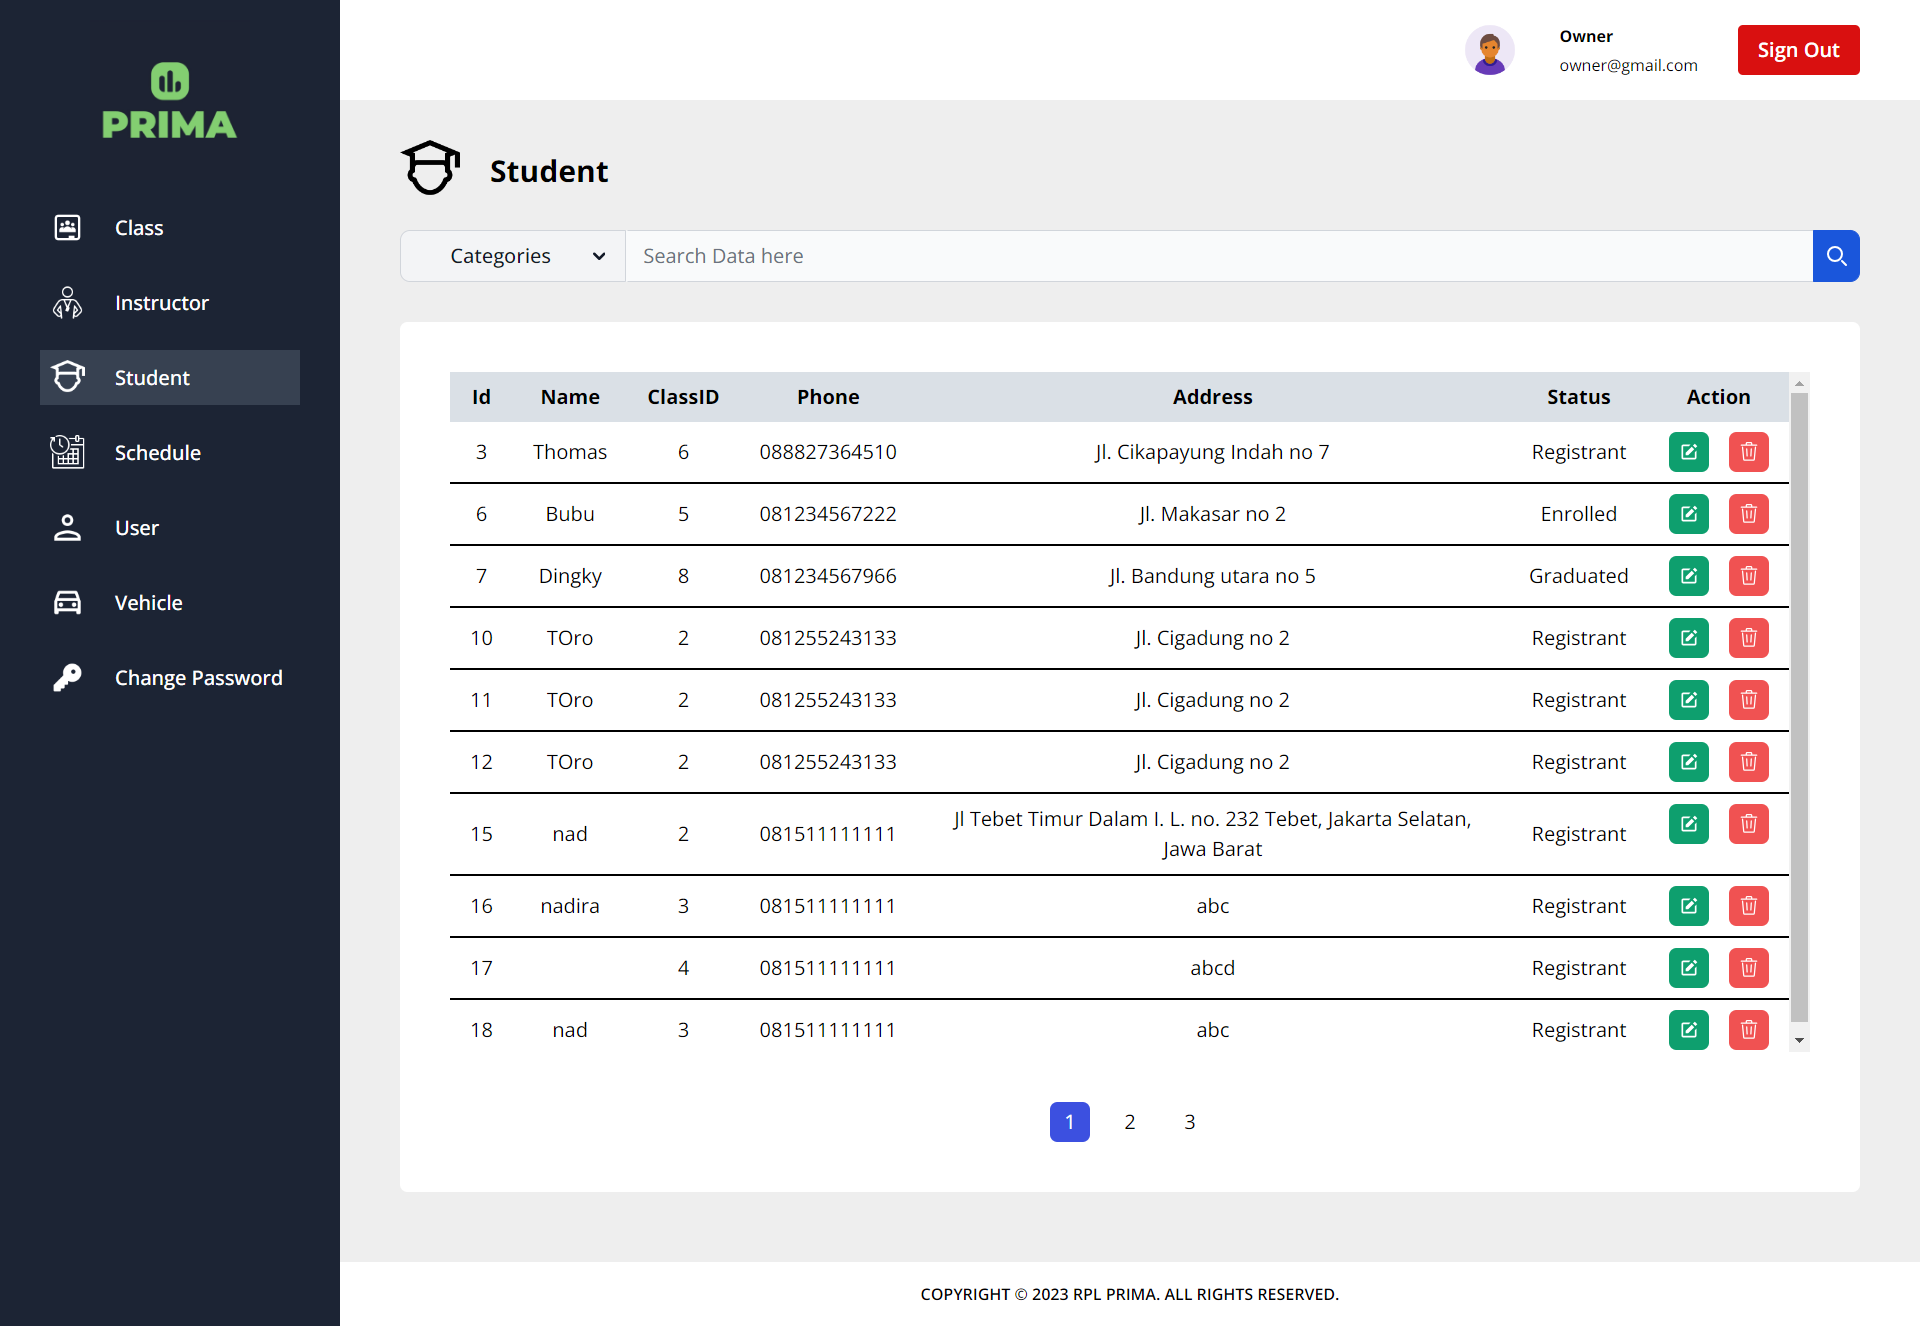 PRIMA
Owner
owner@gmail.com
Sign Out
Class
Instructor
Student
Schedule
User
Vehicle
Change Password
Student
Categories
Search Data here
Id Name ClassID Phone Address Status Action
3 Thomas 6 088827364510 Jl. Cikapayung Indah no 7 Registrant
6 Bubu 5 081234567222 Jl. Makasar no 2 Enrolled
7 Dingky 8 081234567966 Jl. Bandung utara no 5 Graduated
10 TOro 2 081255243133 Jl. Cigadung no 2 Registrant
11 TOro 2 081255243133 Jl. Cigadung no 2 Registrant
12 TOro 2 081255243133 Jl. Cigadung no 2 Registrant
15 nad 2 081511111111 Jl Tebet Timur Dalam I. L. no. 232 Tebet, Jakarta Selatan, Registrant
Jawa Barat
16 nadira 3 081511111111 abc Registrant
17 4 081511111111 abcd Registrant
18 nad 3 081511111111 abc Registrant
1 2 3
COPYRIGHT © 2023 RPL PRIMA. ALL RIGHTS RESERVED.